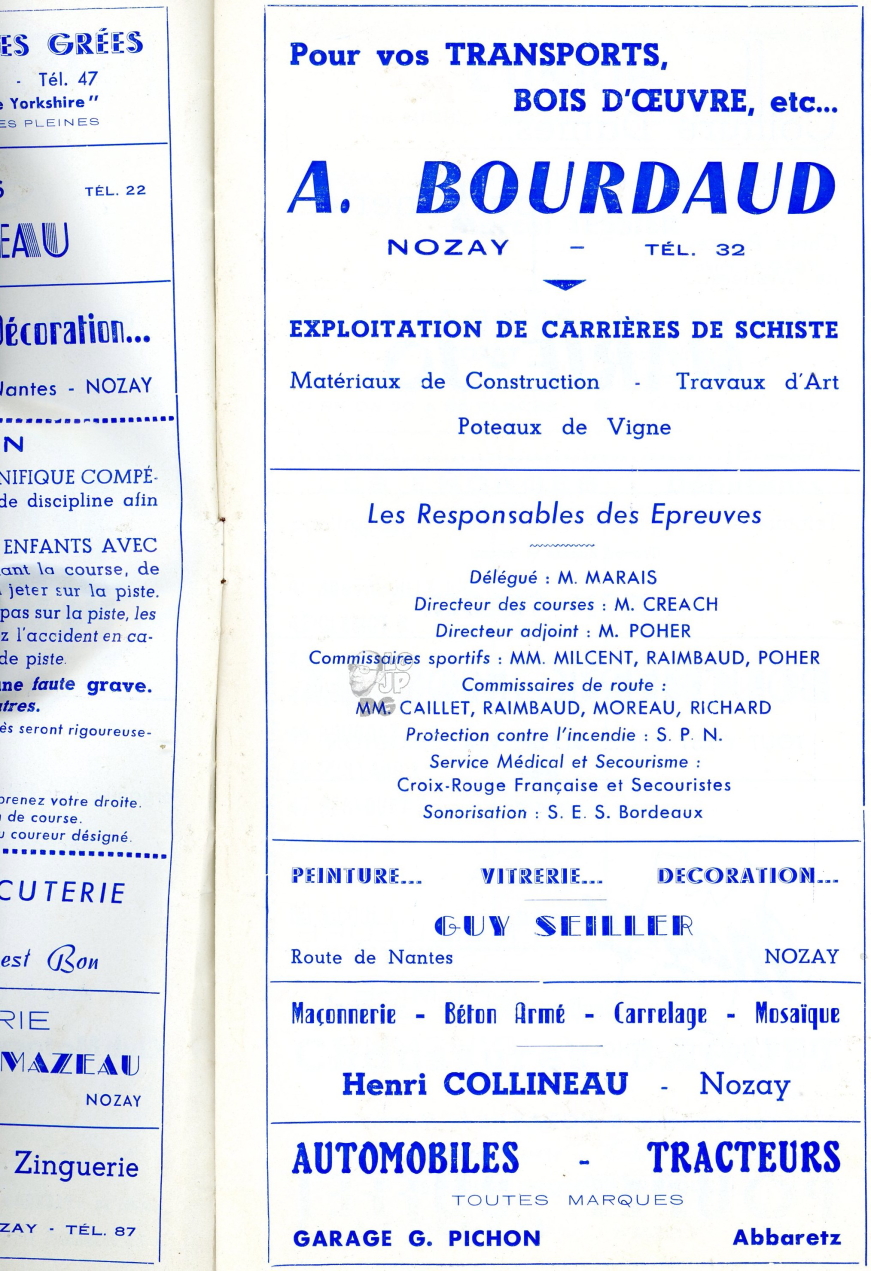 ES GRÉES
- Tél. 47
Yorkshire"
ES PLEINES
TÉL. 22
EAU
Décoration...
Nantes - NOZAY
N
NIFIQUE COMPÉ-
de discipline afin
ENFANTS AVEC
ant la course, de
jeter sur la piste.
pas sur la piste, les
z l'accident en ca-
de piste.
une faute grave.
utres.
ès seront rigoureuse-
prenez votre droite.
de course.
u coureur désigné.
CUTERIE
est Bon
RIE
MAZEAU
NOZAY
Zinguerie
ZAY - TÉL. 87
Pour vos TRANSPORTS,
BOIS D'ŒUVRE, etc...
A. BOURDAUD
NOZAY - TÉL. 32
EXPLOITATION DE CARRIÈRES DE SCHISTE
Matériaux de Construction - Travaux d'Art
Poteaux de Vigne
Les Responsables des Epreuves
Délégué : M. MARAIS
Directeur des courses : M. CREACH
Directeur adjoint : M. POHER
Commissaires sportifs : MM. MILCENT, RAIMBAUD, POHER
Commissaires de route :
MM. CAILLET, RAIMBAUD, MOREAU, RICHARD
Protection contre l'incendie : S. P. N.
Service Médical et Secourisme :
Croix-Rouge Française et Secouristes
Sonorisation : S. E. S. Bordeaux
JP
DG
PEINTURE... VITRERIE... DECORATION...
GUY SEILLER
Route de Nantes NOZAY
Maçonnerie - Béton Armé - Carrelage - Mosaïque
Henri COLLINEAU - Nozay
AUTOMOBILES - TRACTEURS
TOUTES MARQUES
GARAGE G. PICHON Abbaretz